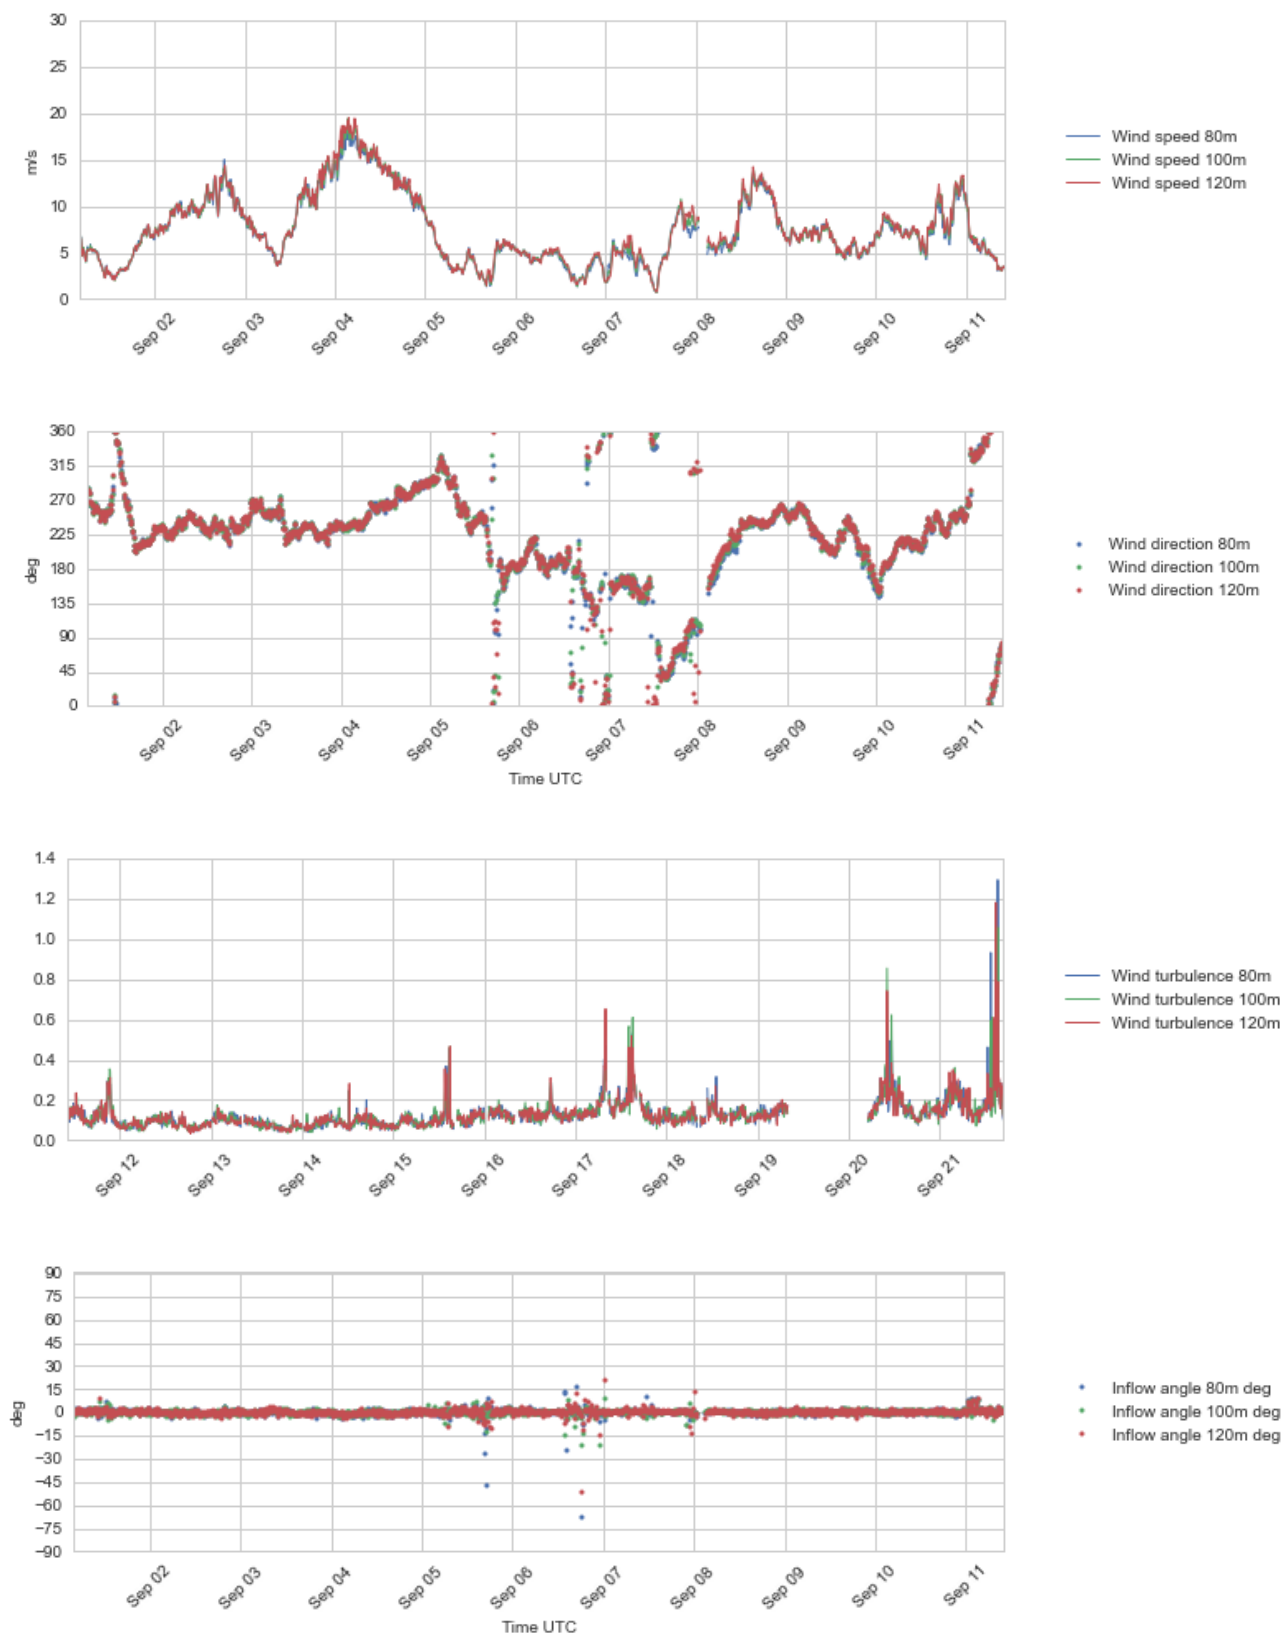 30
25
20
15
10
5
0
m/s
Sep 02
Sep 03
Sep 04
Sep 05
Sep 06
Sep 07
Sep 08
Sep 09
Sep 10
Sep 11
Wind speed 80m
Wind speed 100m
Wind speed 120m
360
315
270
225
180
135
90
45
0
deg
Sep 02
Sep 03
Sep 04
Sep 05
Sep 06
Sep 07
Sep 08
Sep 09
Sep 10
Sep 11
Time UTC
Wind direction 80m
Wind direction 100m
Wind direction 120m
1.4
1.2
1.0
0.8
0.6
0.4
0.2
0.0
Sep 12
Sep 13
Sep 14
Sep 15
Sep 16
Sep 17
Sep 18
Sep 19
Sep 20
Sep 21
Wind turbulence 80m
Wind turbulence 100m
Wind turbulence 120m
90
75
60
45
30
15
0
−15
−30
−45
−60
−75
−90
deg
Sep 02
Sep 03
Sep 04
Sep 05
Sep 06
Sep 07
Sep 08
Sep 09
Sep 10
Sep 11
Time UTC
Inflow angle 80m deg
Inflow angle 100m deg
Inflow angle 120m deg